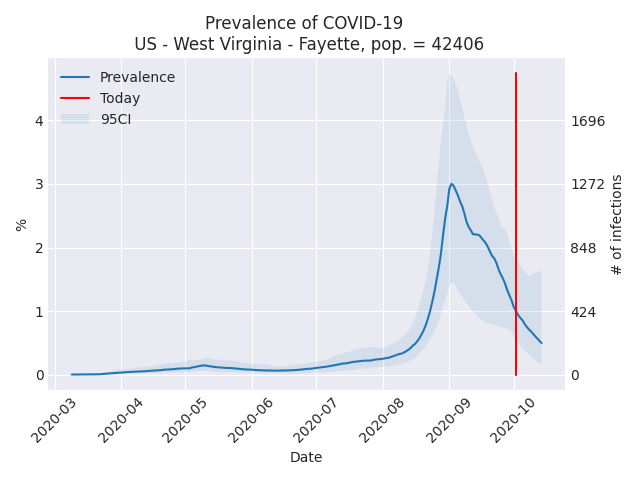 Prevalence of COVID-19
US - West Virginia - Fayette, pop. = 42406
Prevalence
Today
95CI
%
4
3
2
1
0
1696
1272
848
424
0
# of infections
2020-03
2020-04
2020-05
2020-06
2020-07
2020-08
2020-09
2020-10
Date